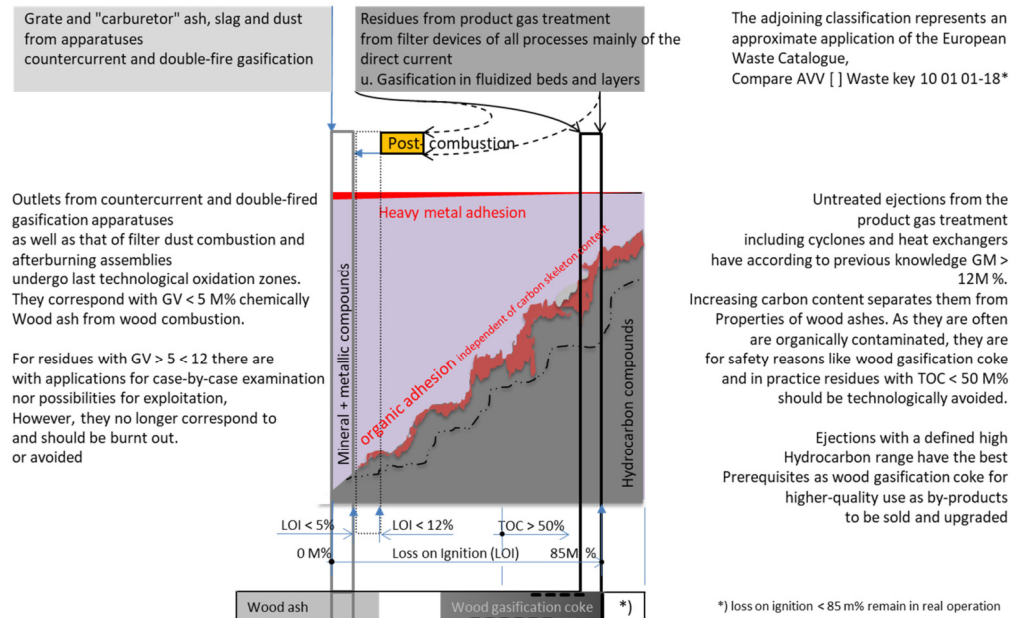 Grate and "carburetor" ash, slag and dust
from apparatuses
countercurrent and double-fire gasification
Residues from product gas treatment
from filter devices of all processes mainly of the
direct current
u. Gasification in fluidized beds and layers
The adjoining classification represents an
approximate application of the European
Waste Catalogue,
Compare AVV [ ] Waste key 10 01 01-18*
Post-combustion
Outlets from countercurrent and double-fired
gasification apparatuses
as well as that of filter dust combustion and
afterburning assemblies
undergo last technological oxidation zones.
They correspond with GV < 5 M% chemically
Wood ash from wood combustion.
For residues with GV > 5 < 12 there are
with applications for case-by-case examination
nor possibilities for exploitation,
However, they no longer correspond to
and should be burnt out.
or avoided
Heavy metal adhesion
organic adhesion independent of carbon skeleton content
Mineral + metallic compounds
Hydrocarbon compounds
Untreated ejections from the
product gas treatment
including cyclones and heat exchangers
have according to previous knowledge GM >
12M %.
Increasing carbon content separates them from
Properties of wood ashes. As they are often
are organically contaminated, they are
for safety reasons like wood gasification coke
and in practice residues with TOC < 50 M%
should be technologically avoided.
Ejections with a defined high
Hydrocarbon range have the best
Prerequisites as wood gasification coke for
higher-quality use as by-products
to be sold and upgraded
LOI < 5%
LOI < 12%
TOC > 50%
0 M%
Loss on Ignition (LOI)
85M %
Wood ash
Wood gasification coke
*)
*) loss on ignition < 85 m% remain in real operation